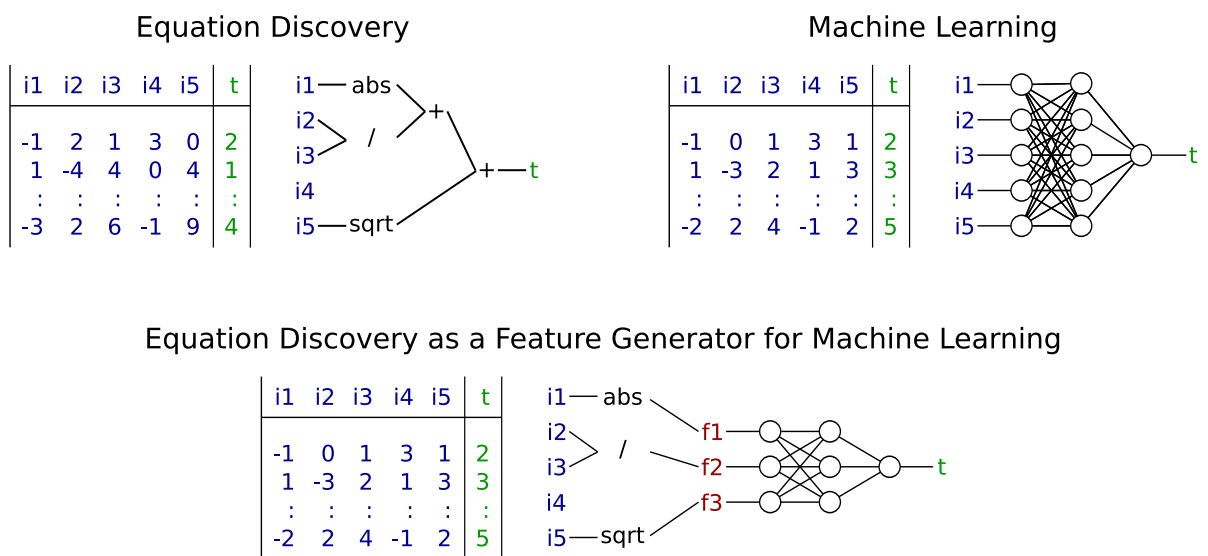 Equation Discovery
i1 i2 i3 i4 i5 t
-1 2 1 3 0 2
1 -4 4 0 4 1
: : : : : :
-3 2 6 -1 9 4
i1 abs
+
i2
/
i3
+ t
i4
i5 sqrt
Machine Learning
i1 i2 i3 i4 i5 t
-1 0 1 3 1 2
1 -3 2 1 3 3
: : : : : :
-2 2 4 -1 2 5
i1
i2
i3 t
i4
i5
Equation Discovery as a Feature Generator for Machine Learning
i1 i2 i3 i4 i5 t
-1 0 1 3 1 2
1 -3 2 1 3 3
: : : : : :
-2 2 4 -1 2 5
i1 abs
i2 f1
/
i3 f2 t
i4 f3
i5 sqrt